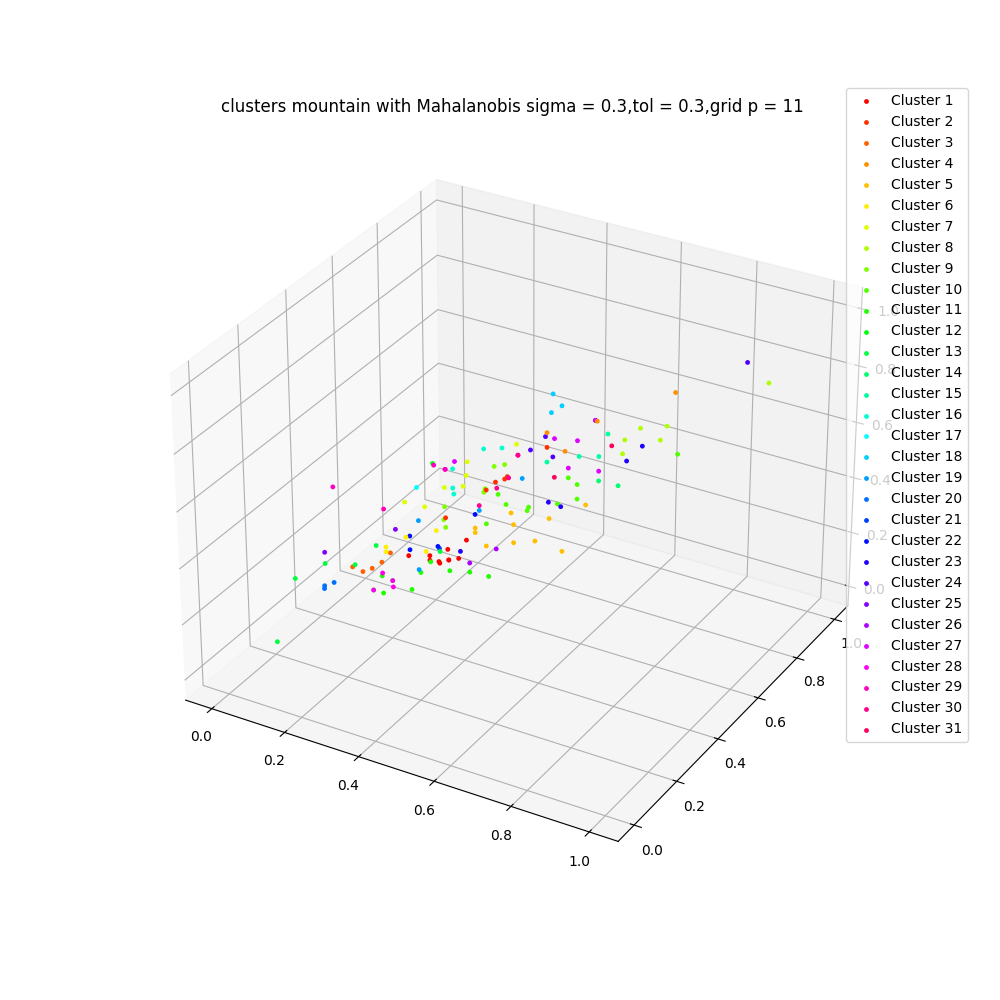 clusters mountain with Mahalanobis sigma = 0.3,tol = 0.3,grid p = 11
Cluster 1
Cluster 2
Cluster 3
Cluster 4
Cluster 5
Cluster 6
Cluster 7
Cluster 8
Cluster 9
Cluster 10
Cluster 11
Cluster 12
Cluster 13
Cluster 14
Cluster 15
Cluster 16
Cluster 17
Cluster 18
Cluster 19
Cluster 20
Cluster 21
Cluster 22
Cluster 23
Cluster 24
Cluster 25
Cluster 26
Cluster 27
Cluster 28
Cluster 29
Cluster 30
Cluster 31
1.0
0.8
0.6
0.4
0.2
0.0
1.0
0.8
0.6
0.4
0.2
0.0
0.0
0.2
0.4
0.6
0.8
1.0